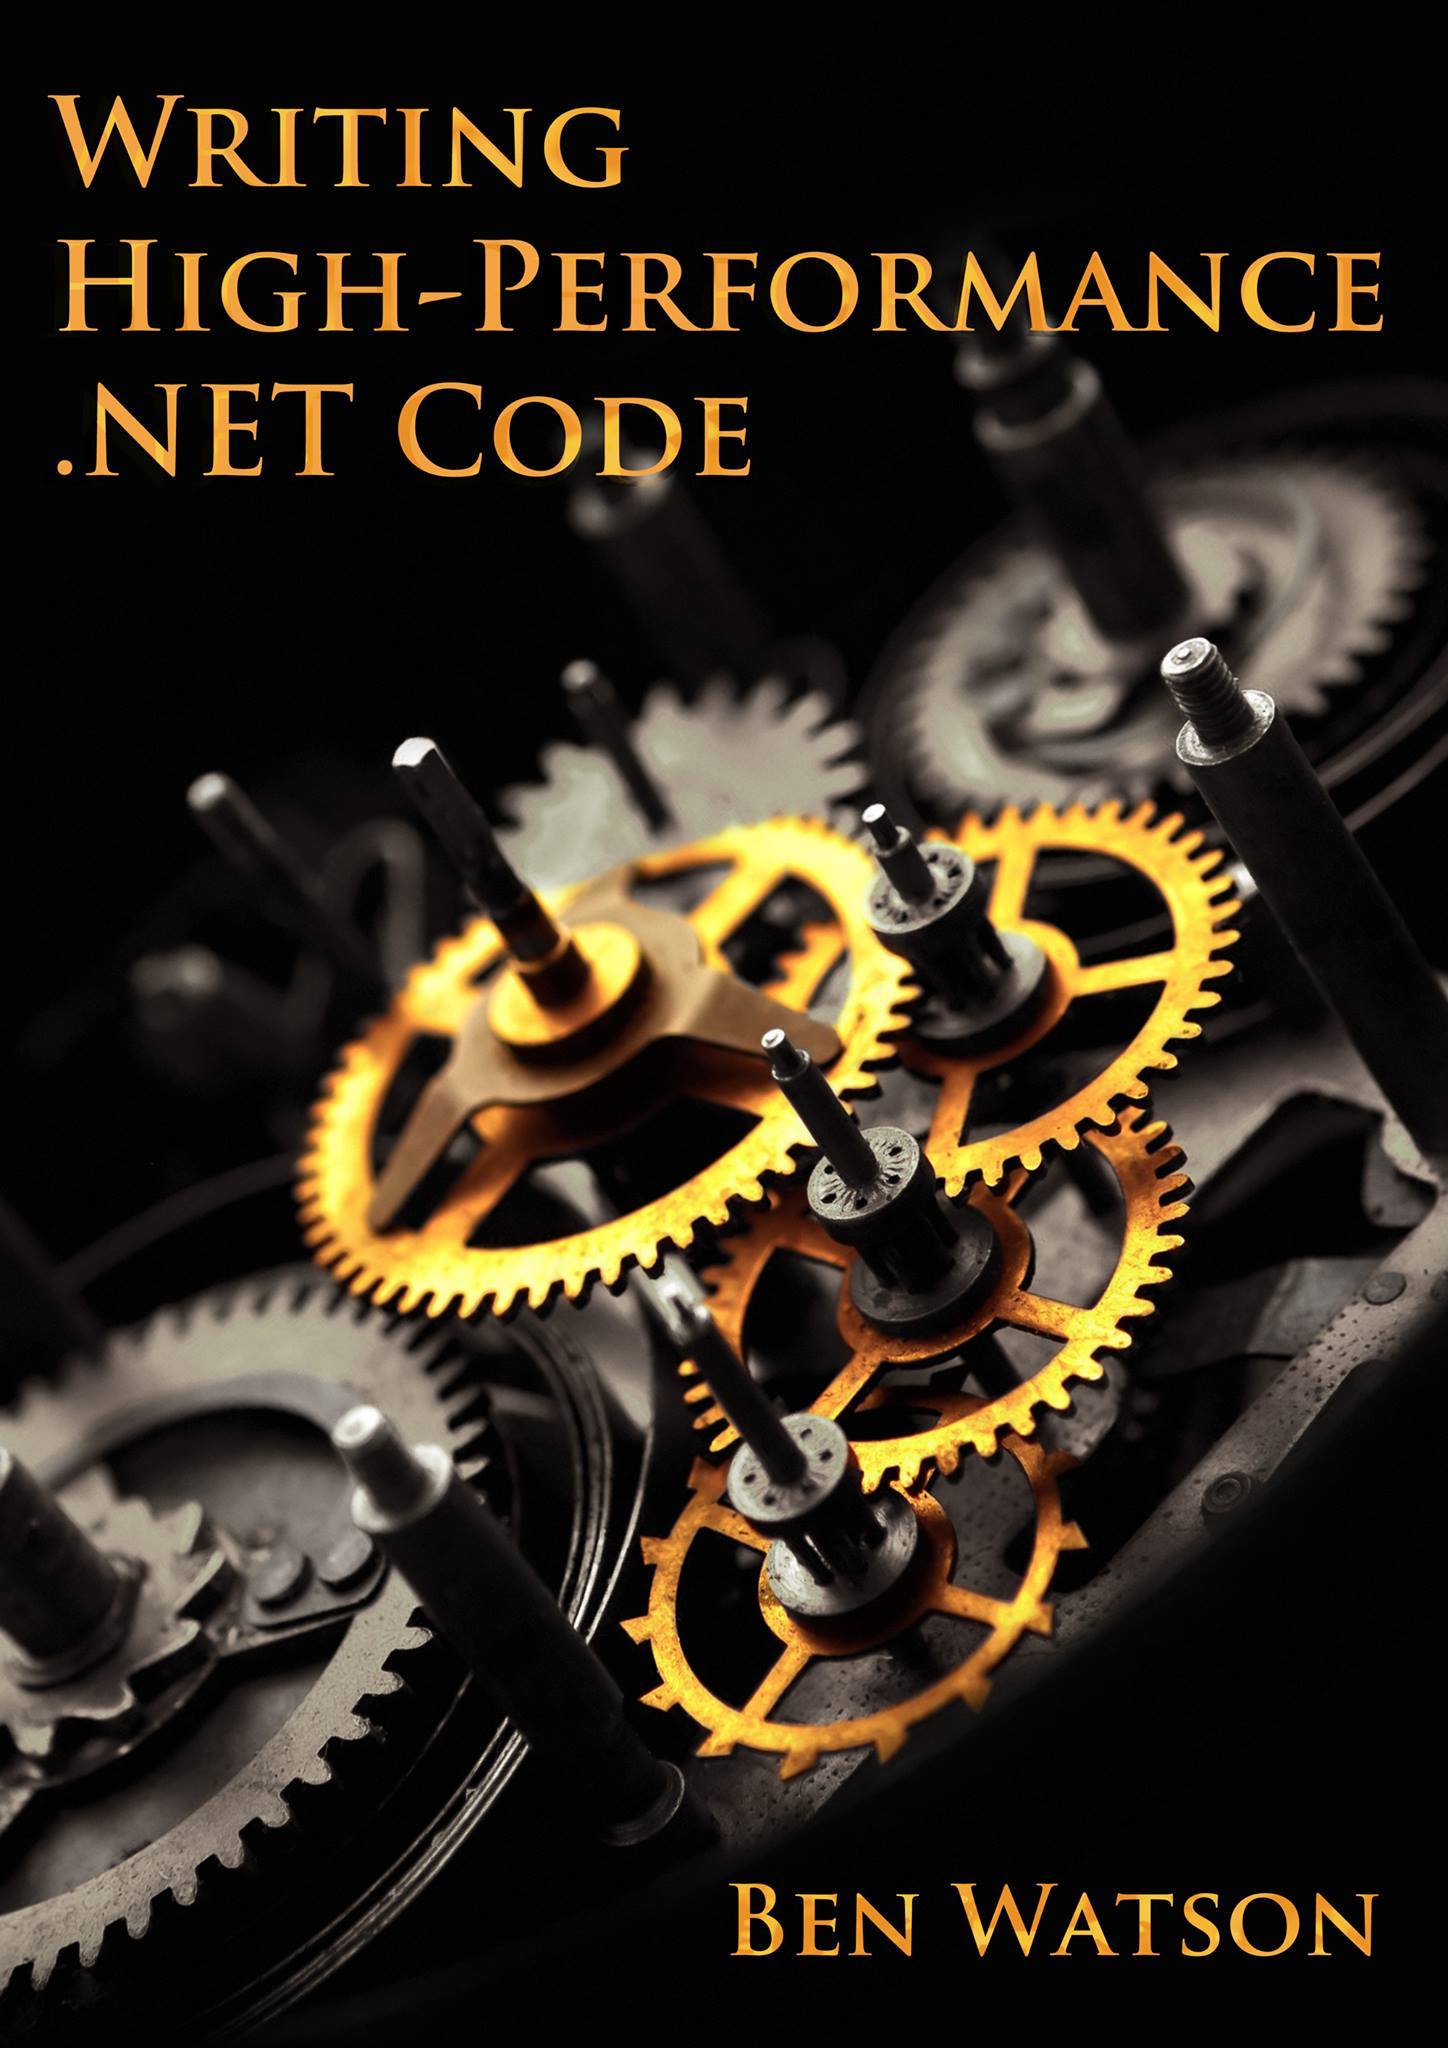 Writing
High-Performance
.NET Code
Ben Watson